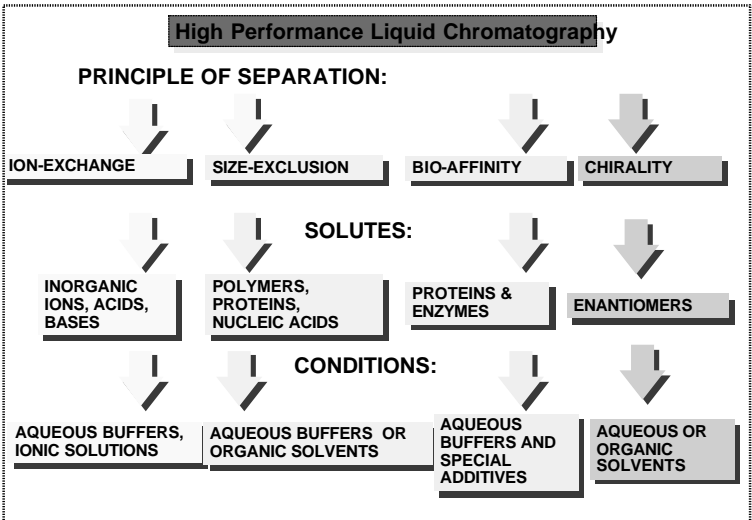 High Performance Liquid Chromatography
PRINCIPLE OF SEPARATION:
ION-EXCHANGE
SIZE-EXCLUSION
BIO-AFFINITY
CHIRALITY
SOLUTES:
INORGANIC
IONS, ACIDS,
BASES
POLYMERS,
PROTEINS,
NUCLEIC ACIDS
PROTEINS &
ENZYMES
ENANTIOMERS
CONDITIONS:
AQUEOUS BUFFERS,
IONIC SOLUTIONS
AQUEOUS BUFFERS OR
ORGANIC SOLVENTS
AQUEOUS
BUFFERS AND
SPECIAL
ADDITIVES
AQUEOUS OR
ORGANIC
SOLVENTS